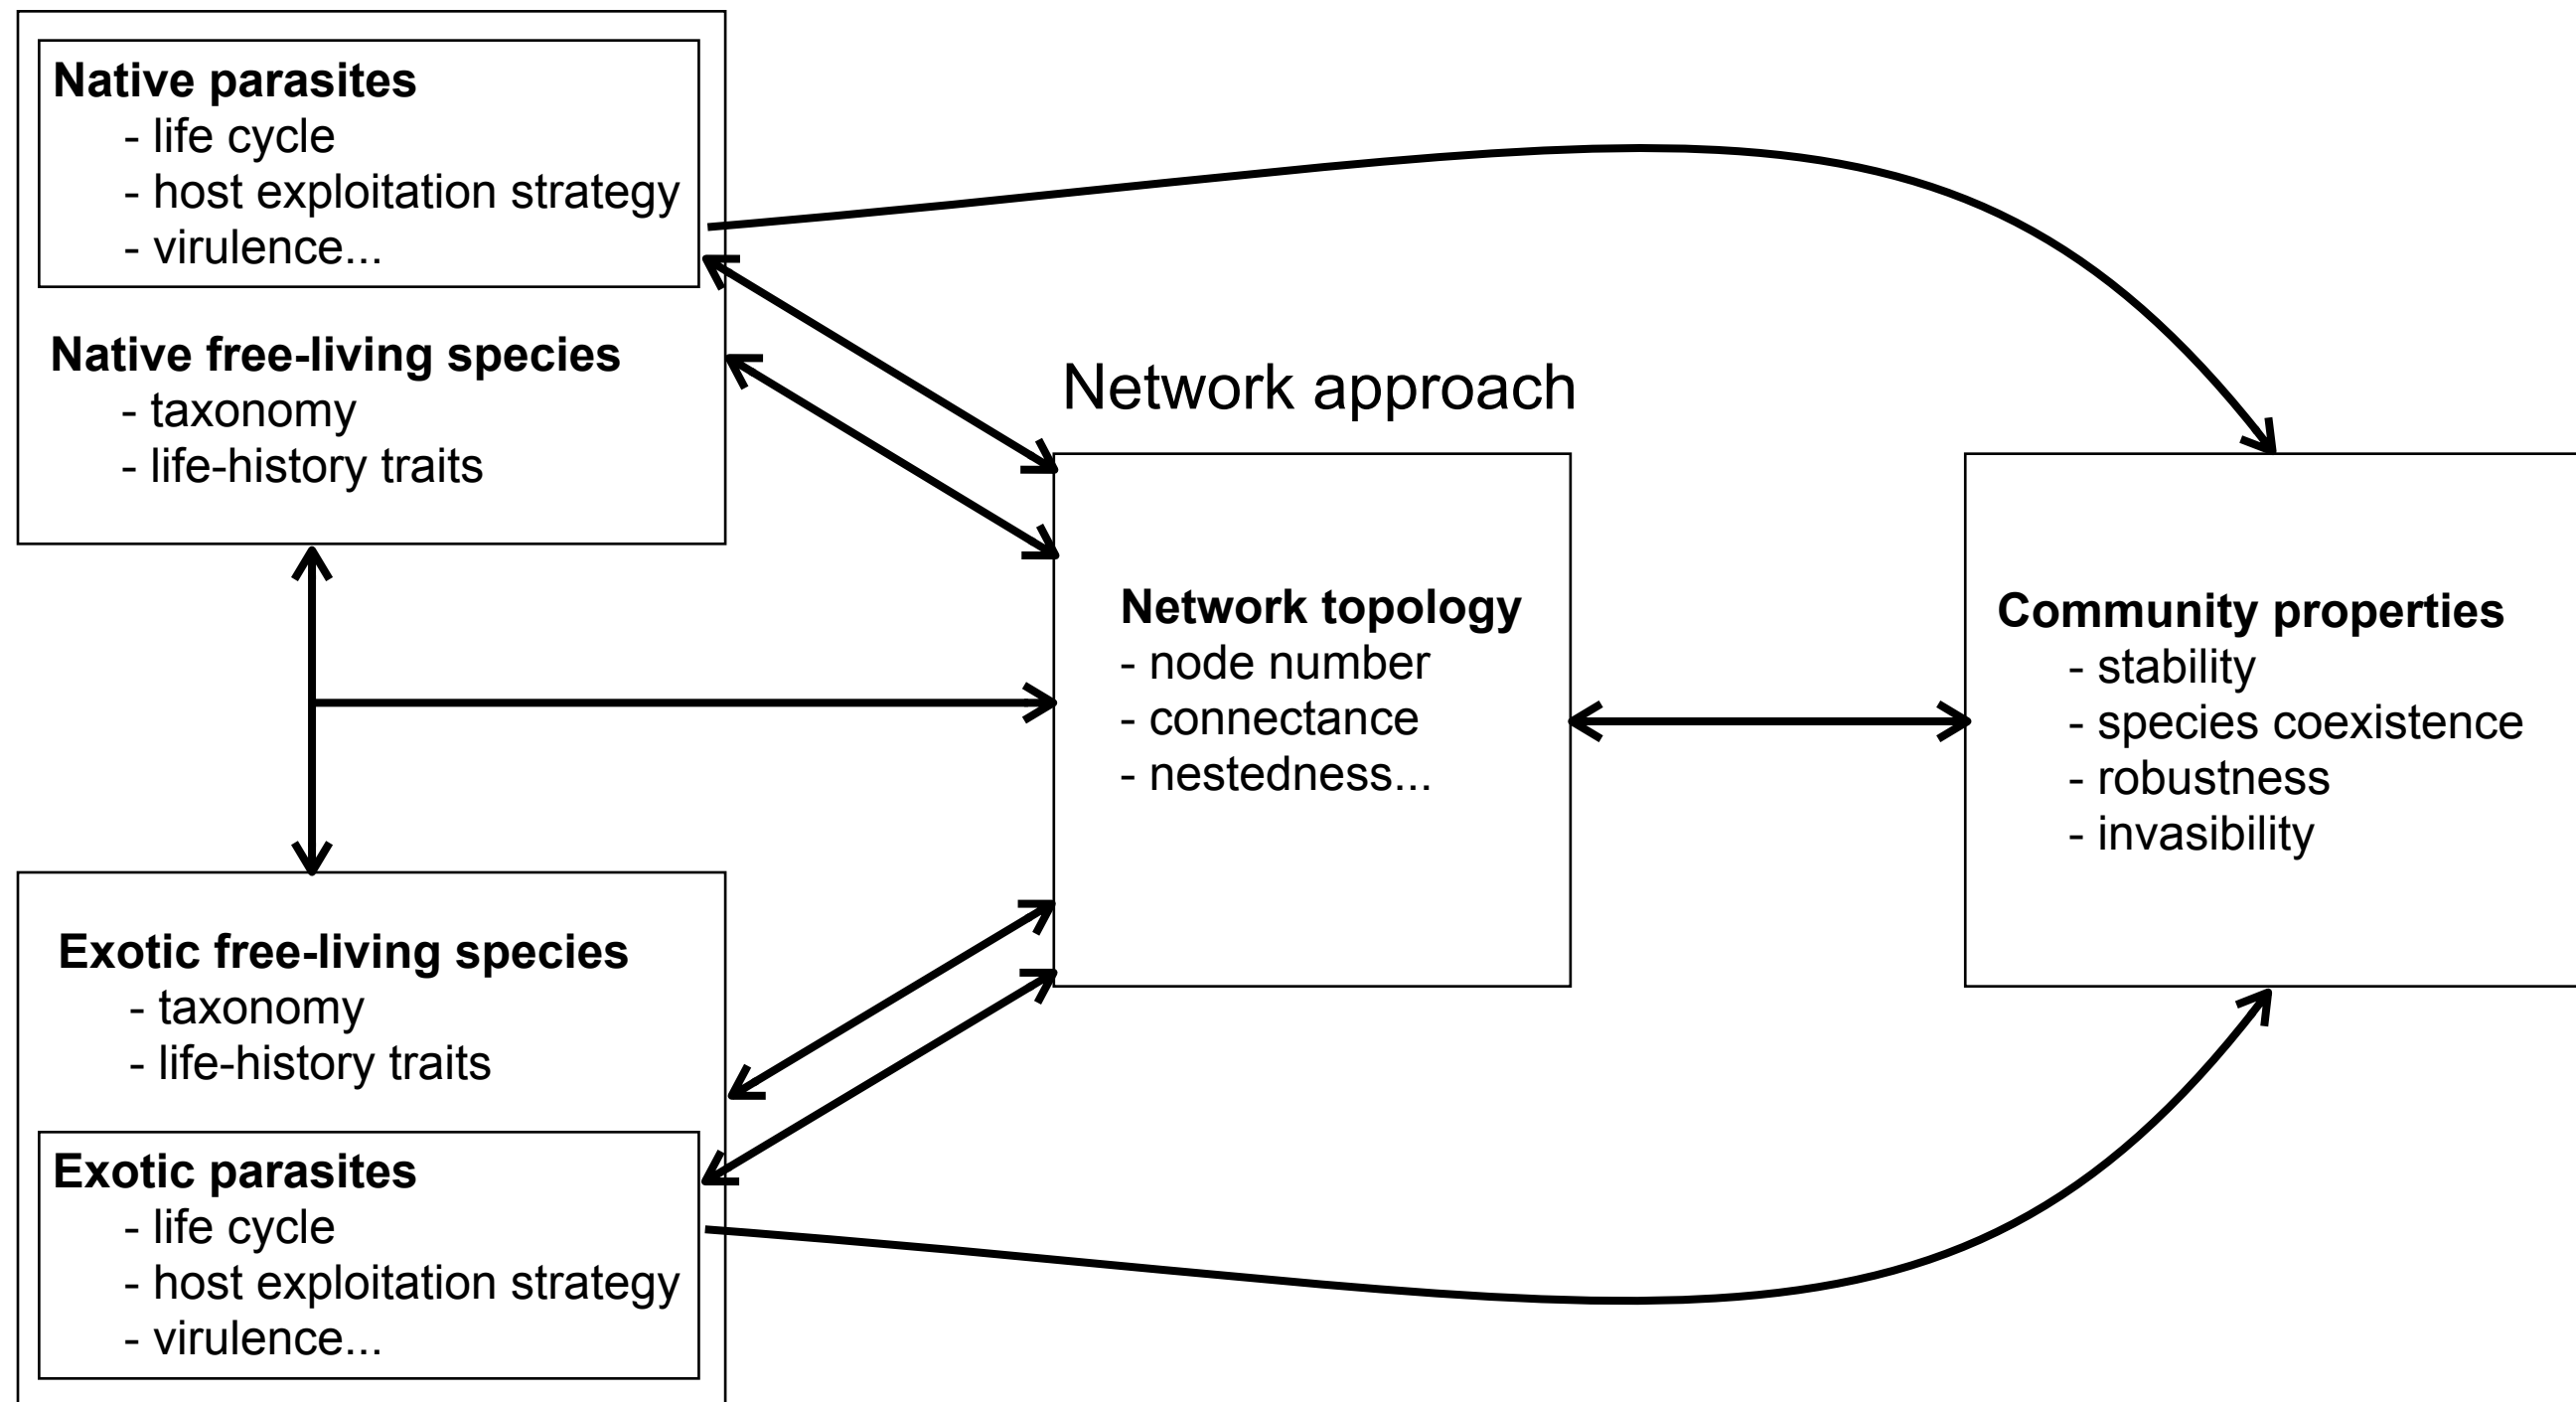 Native parasites
- life cycle
- host exploitation strategy
- virulence...
Native free-living species
- taxonomy
- life-history traits
Exotic free-living species
- taxonomy
- life-history traits
Exotic parasites
- life cycle
- host exploitation strategy
- virulence...
Network approach
Network topology
- node number
- connectance
- nestedness...
Community properties
- stability
- species coexistence
- robustness
- invasibility